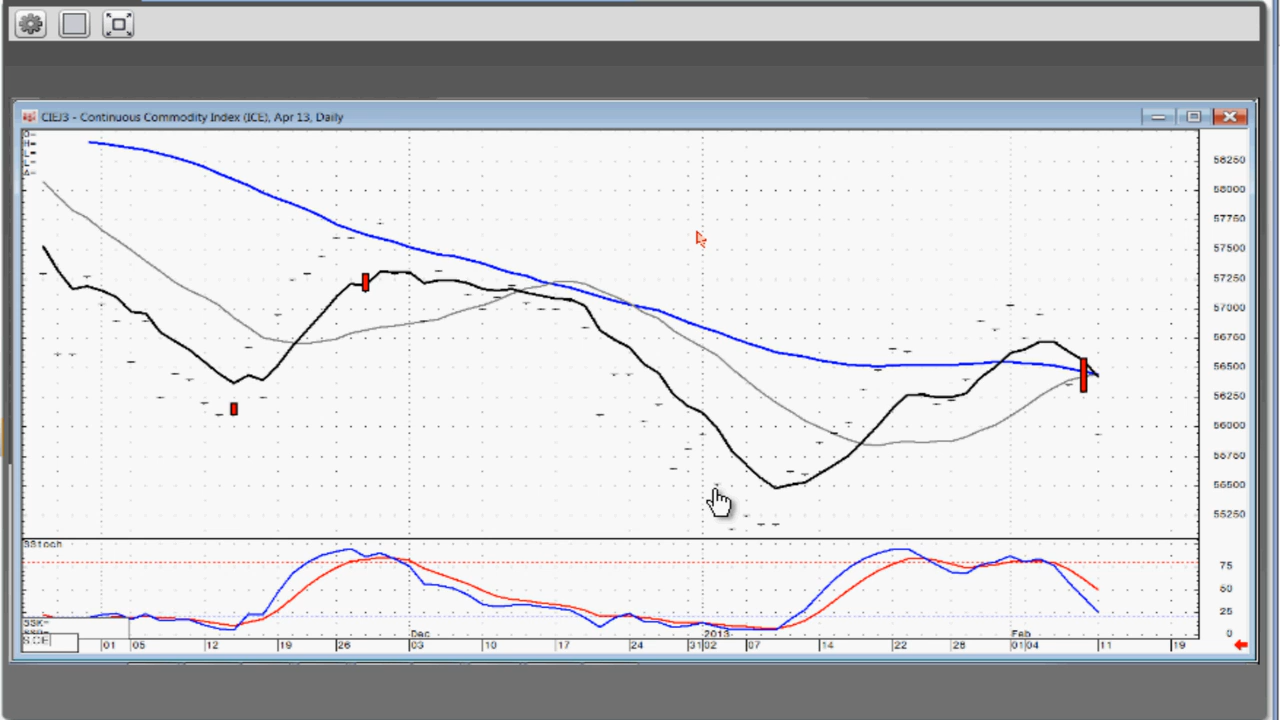 CIEJ3 - Continuous Commodity Index (ICE), Apr 13, Daily
O=
H=
L=
58250
58000
57750
57500
57250
57000
56750
56500
56250
56000
55750
55500
55250
SStoch
75
50
25
0
SSK=
Dec
2013
Feb
01 05 12 19 26 03 10 17 24 31 02 07 14 22 28 01 04 11 19